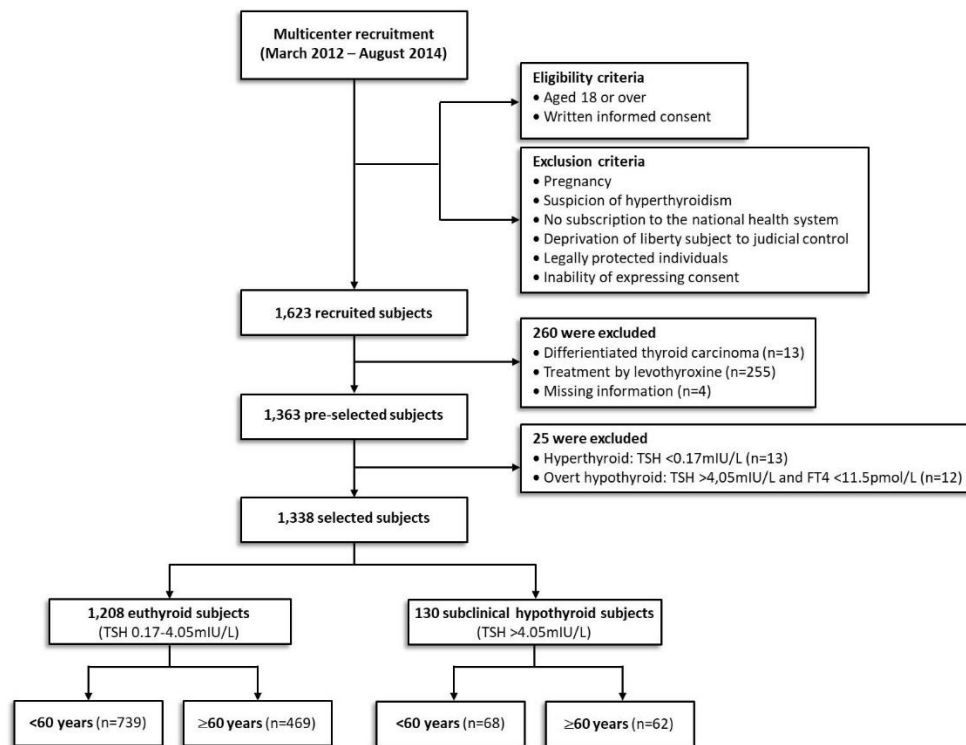 Multicenter recruitment
(March 2012 – August 2014)
Eligibility criteria
• Aged 18 or over
• Written informed consent
Exclusion criteria
• Pregnancy
• Suspicion of hyperthyroidism
• No subscription to the national health system
• Deprivation of liberty subject to judicial control
• Legally protected individuals
• Inability of expressing consent
1,623 recruited subjects
260 were excluded
• Differientiated thyroid carcinoma (n=13)
• Treatment by levothyroxine (n=255)
• Missing information (n=4)
1,363 pre-selected subjects
25 were excluded
• Hyperthyroid: TSH <0.17mIU/L (n=13)
• Overt hypothyroid: TSH >4,05mIU/L and FT4 <11.5pmol/L (n=12)
1,338 selected subjects
1,208 euthyroid subjects
(TSH 0.17-4.05mIU/L)
130 subclinical hypothyroid subjects
(TSH >4.05mIU/L)
<60 years (n=739)
≥60 years (n=469)
<60 years (n=68)
≥60 years (n=62)